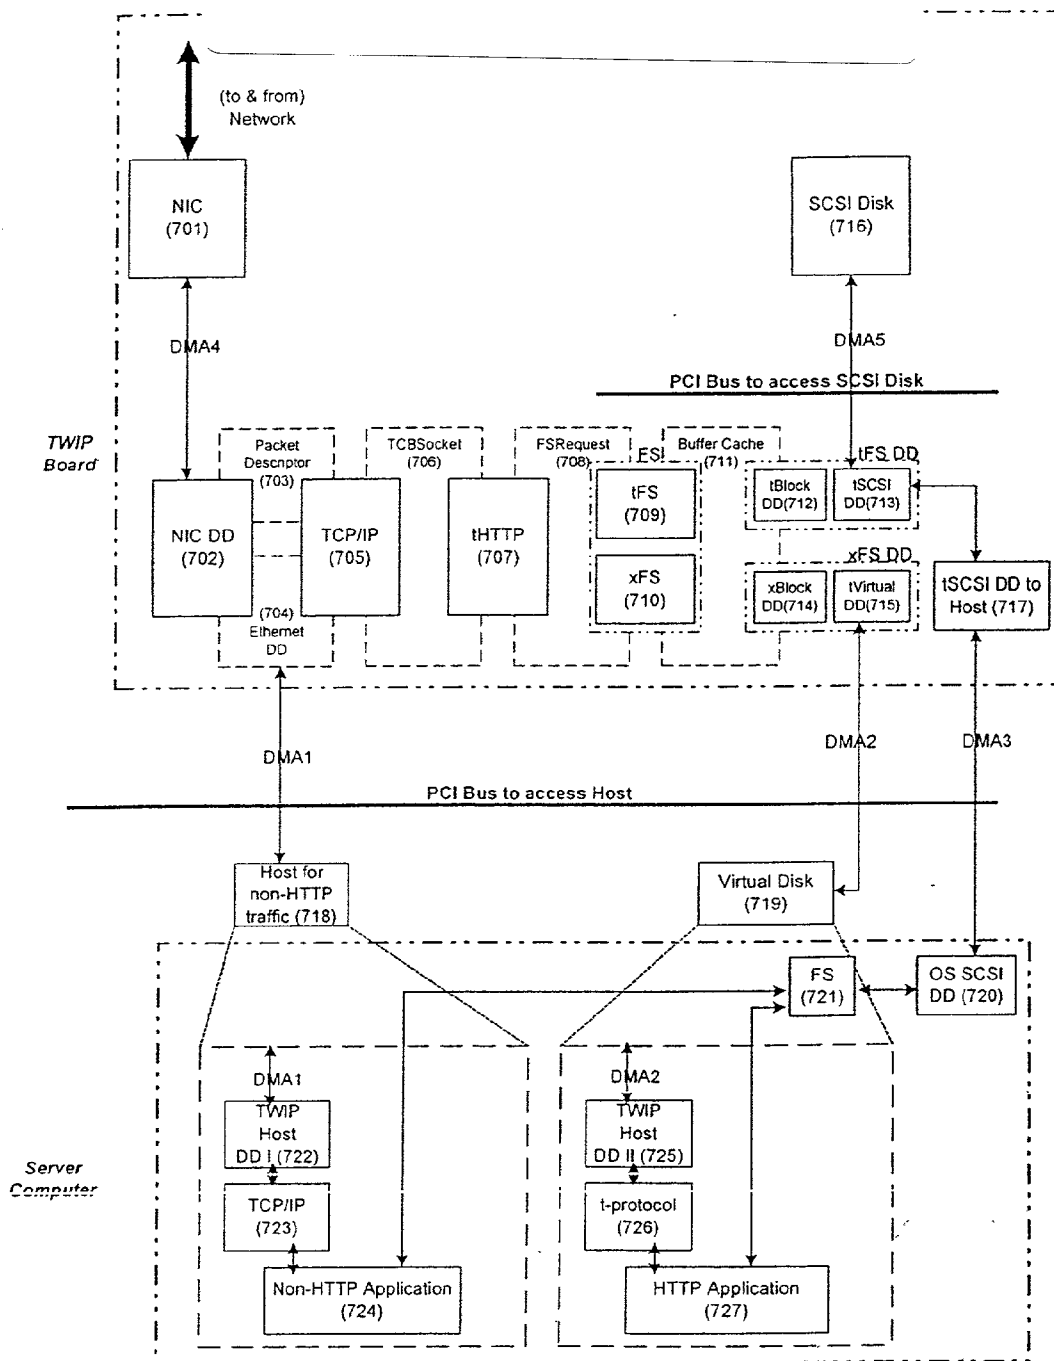 (to & from)
Network
NIC
(701)
SCSI Disk
(716)
DMA4
DMA5
PCI Bus to access SCSI Disk
TWIP
Board
Packet
Descriptor
(703)
TCBSocket
(706)
FSRequest
(708)
FS
Buffer Cache
(711)
tFS DD
NIC DD
(702)
TCP/IP
(705)
tHTTP
(707)
tFS
(709)
tBlock
DD(712)
tSCSI
DD(713)
xFS
(710)
xFS DD
xBlock
DD(714)
tVirtual
DD(715)
tSCSI DD to
Host (717)
(704)
Ethernet
DD
DMA1
DMA2
DMA3
PCI Bus to access Host
Host for
non-HTTP
traffic (718)
Virtual Disk
(719)
FS
(721)
OS SCSI
DD (720)
DMA1
DMA2
TWIP
Host
DD I (722)
TWIP
Host
DD II (725)
Server
Computer
TCP/IP
(723)
t-protocol
(726)
Non-HTTP Application
(724)
HTTP Application
(727)